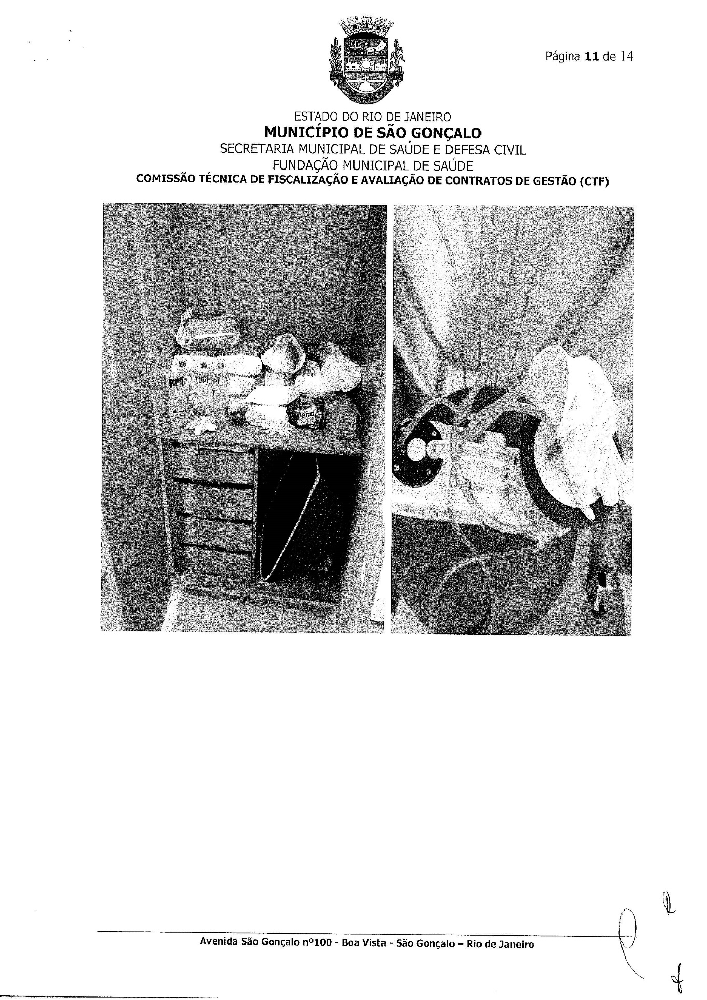 Página 11 de 14
SÃO GONÇALO
ESTADO DO RIO DE JANEIRO
MUNICÍPIO DE SÃO GONÇALO
SECRETARIA MUNICIPAL DE SAÚDE E DEFESA CIVIL
FUNDAÇÃO MUNICIPAL DE SAÚDE
COMISSÃO TÉCNICA DE FISCALIZAÇÃO E AVALIAÇÃO DE CONTRATOS DE GESTÃO (CTF)
TUPI
Avenida São Gonçalo nº100 - Boa Vista - São Gonçalo – Rio de Janeiro